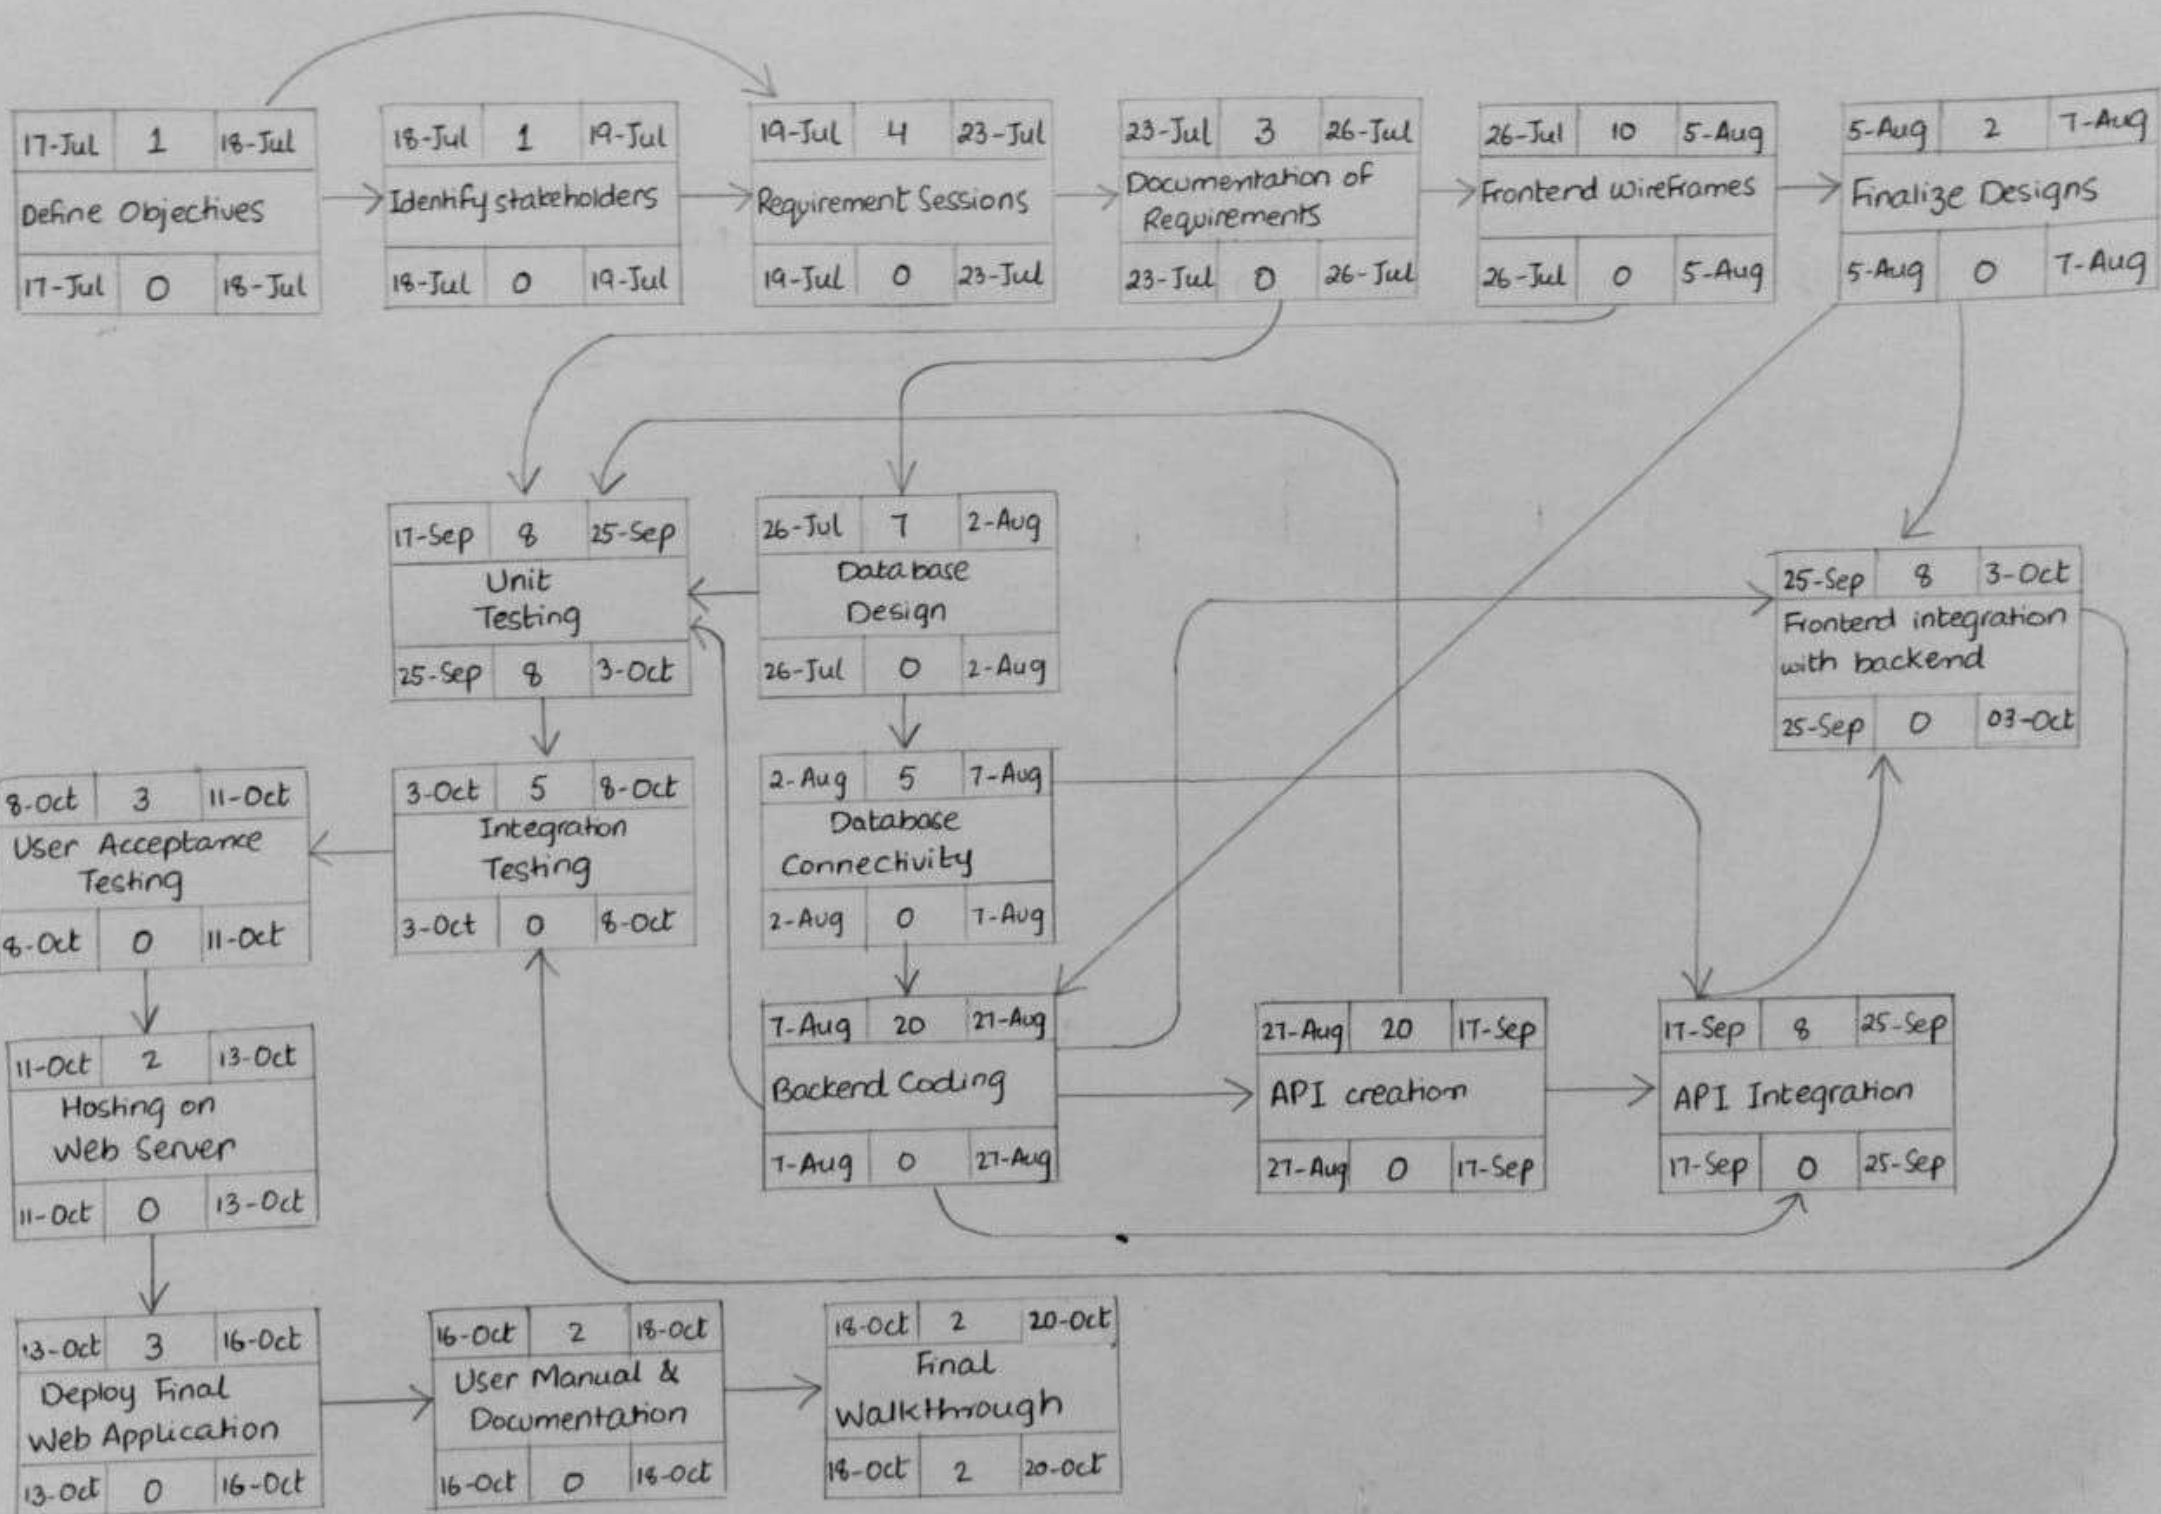 17-Jul 1 18-Jul
Define Objectives
17-Jul 0 18-Jul
18-Jul 1 19-Jul
Identify stakeholders
18-Jul 0 19-Jul
19-Jul 4 23-Jul
Requirement Sessions
19-Jul 0 23-Jul
23-Jul 3 26-Jul
Documentation of
Requirements
23-Jul 0 26-Jul
26-Jul 10 5-Aug
Frontend wireframes
26-Jul 0 5-Aug
5-Aug 2 7-Aug
Finalize Designs
5-Aug 0 7-Aug
17-Sep 8 25-Sep
Unit
Testing
25-Sep 8 3-Oct
26-Jul 7 2-Aug
Database
Design
26-Jul 0 2-Aug
25-Sep 8 3-Oct
Frontend integration
with backend
25-Sep 0 03-Oct
8-Oct 3 11-Oct
User Acceptance
Testing
8-Oct 0 11-Oct
3-Oct 5 8-Oct
Integration
Testing
3-Oct 0 8-Oct
2-Aug 5 7-Aug
Database
Connectivity
2-Aug 0 7-Aug
11-Oct 2 13-Oct
Hosting on
Web Server
11-Oct 0 13-Oct
7-Aug 20 27-Aug
Backend Coding
7-Aug 0 27-Aug
27-Aug 20 17-Sep
API creation
27-Aug 0 17-Sep
17-Sep 8 25-Sep
API Integration
17-Sep 0 25-Sep
13-Oct 3 16-Oct
Deploy Final
Web Application
13-Oct 0 16-Oct
16-Oct 2 18-Oct
User Manual &
Documentation
16-Oct 0 18-Oct
18-Oct 2 20-Oct
Final
Walkthrough
18-Oct 2 20-Oct